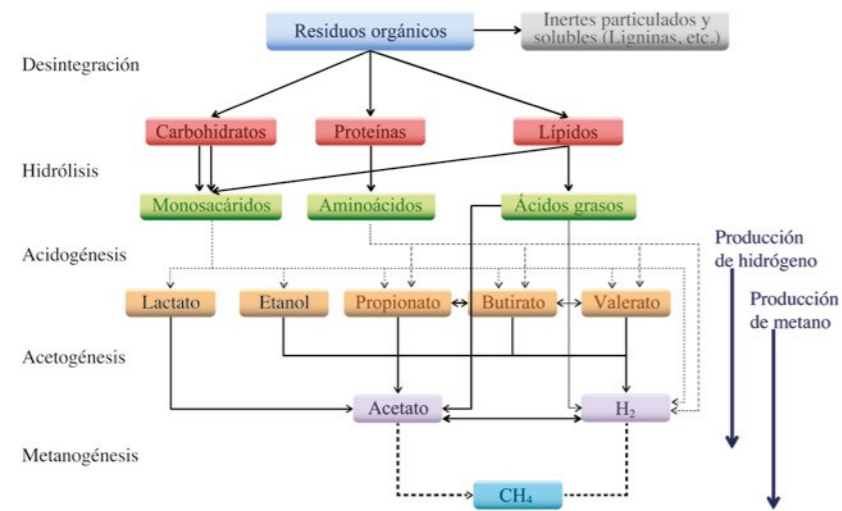 Residuos orgánicos
Inertes particulados y
solubles (Ligninas, etc.)
Desintegración
Carbohidratos
Proteínas
Lípidos
Hidrólisis
Monosacáridos
Aminoácidos
Ácidos grasos
Acidogénesis
Producción
de hidrógeno
Producción
de metano
Lactato
Etanol
Propionato
Butirato
Valerato
Acetogénesis
Acetato
H₂
Metanogénesis
CH₄